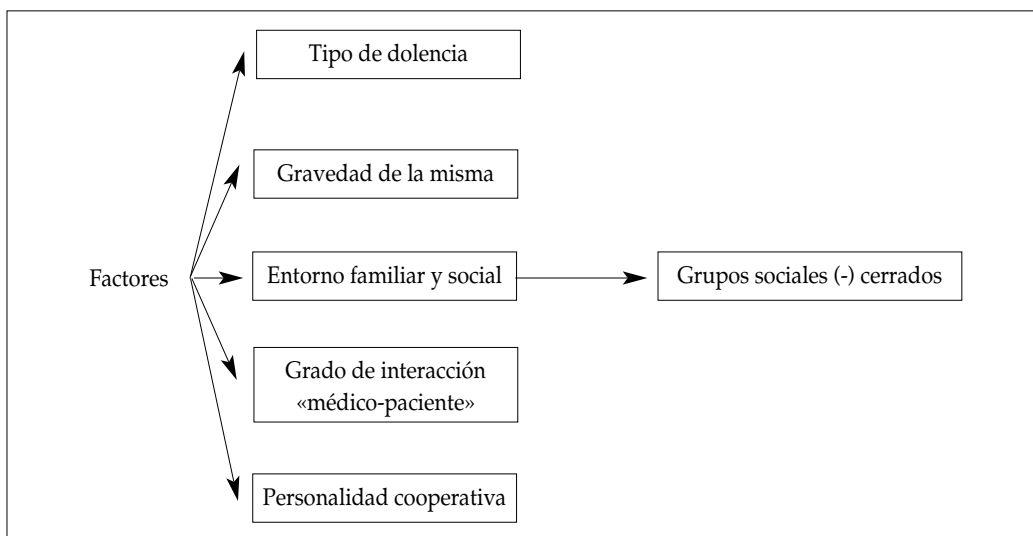 Tipo de dolencia
Gravedad de la misma
Factores
Entorno familiar y social
Grupos sociales (-) cerrados
Grado de interacción
«médico-paciente»
Personalidad cooperativa